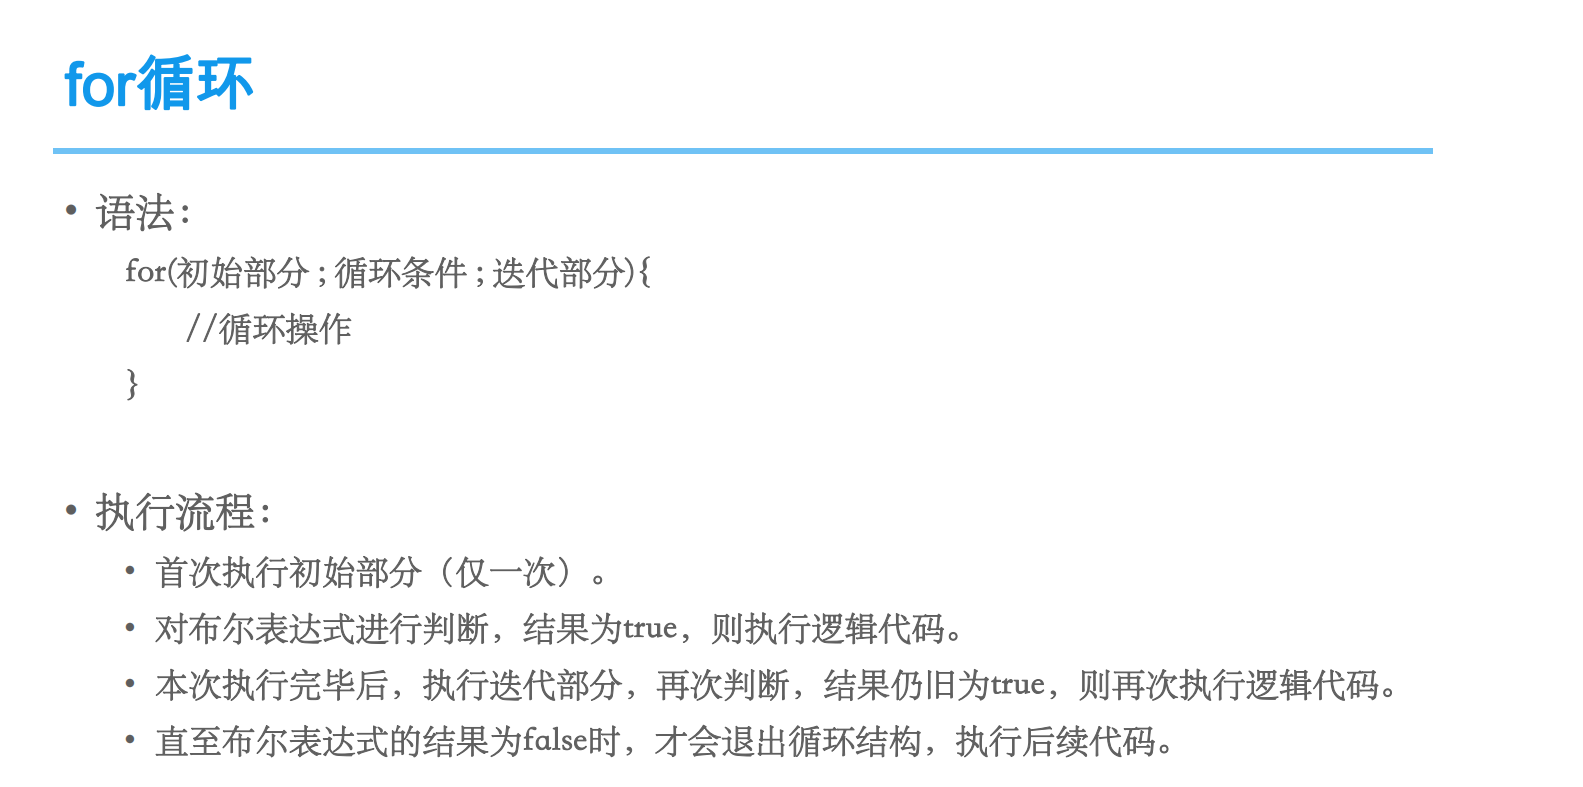 for循环
• 语法：
for(初始部分 ; 循环条件 ; 迭代部分){
//循环操作
}
• 执行流程：
• 首次执行初始部分（仅一次）。
• 对布尔表达式进行判断，结果为true，则执行逻辑代码。
• 本次执行完毕后，执行迭代部分，再次判断，结果仍旧为true，则再次执行逻辑代码。
• 直至布尔表达式的结果为false时，才会退出循环结构，执行后续代码。